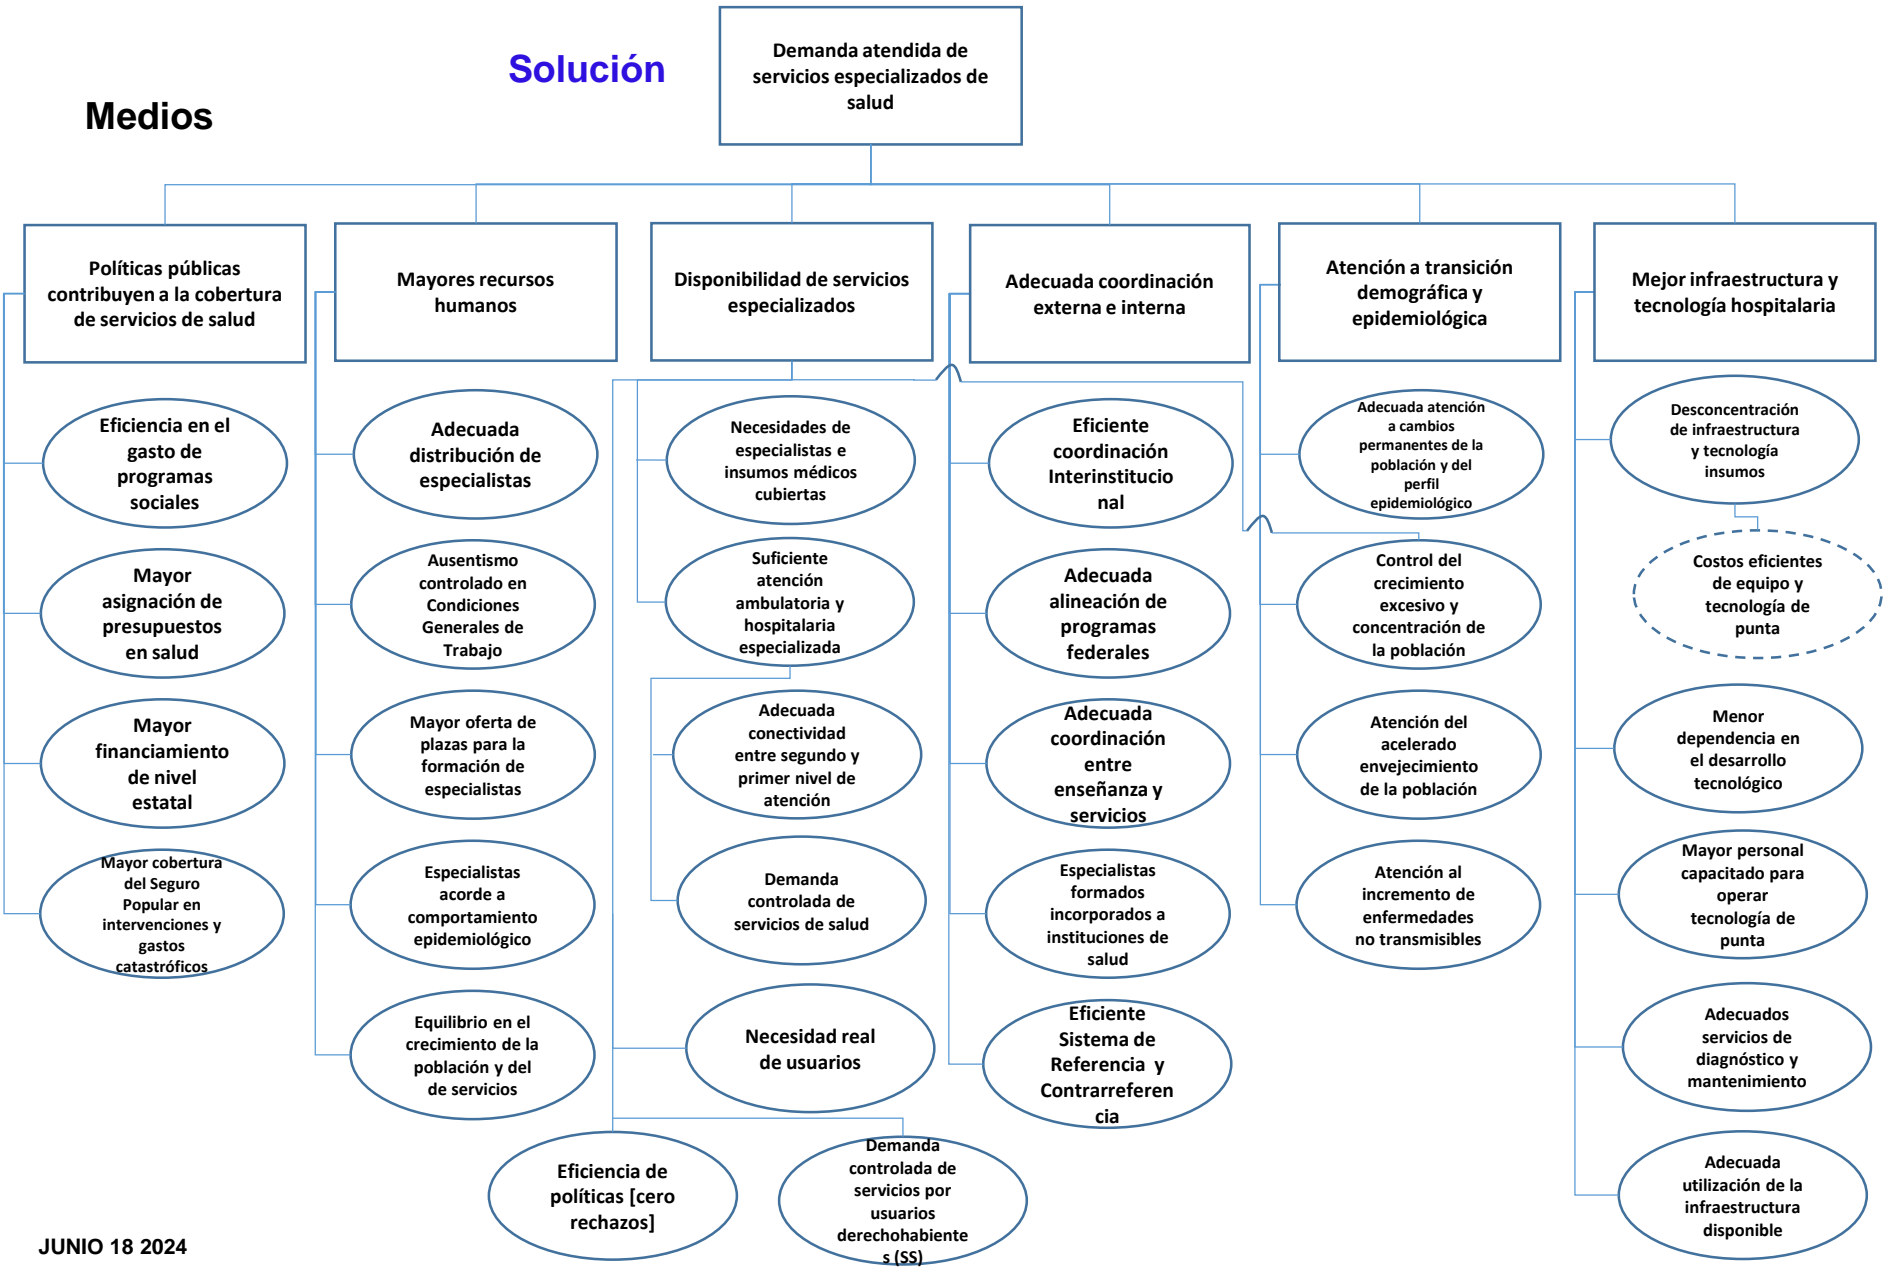 Solución
Medios
Demanda atendida de
servicios especializados de
salud
Políticas públicas
contribuyen a la cobertura
de servicios de salud
Mayores recursos
humanos
Disponibilidad de servicios
especializados
Adecuada coordinación
externa e interna
Atención a transición
demográfica y
epidemiológica
Mejor infraestructura y
tecnología hospitalaria
Eficiencia en el
gasto de
programas
sociales
Mayor
asignación de
presupuestos
en salud
Mayor
financiamiento
de nivel
estatal
Mayor cobertura
del Seguro
Popular en
intervenciones y
gastos
catastróficos
Adecuada
distribución de
especialistas
Ausentismo
controlado en
Condiciones
Generales de
Trabajo
Mayor oferta de
plazas para la
formación de
especialistas
Especialistas
acorde a
comportamiento
epidemiológico
Equilibrio en el
crecimiento de la
población y del
de servicios
Necesidades de
especialistas e
insumos médicos
cubiertas
Suficiente
atención
ambulatoria y
hospitalaria
especializada
Adecuada
conectividad
entre segundo y
primer nivel de
atención
Demanda
controlada de
servicios de salud
Necesidad real
de usuarios
Eficiencia de
políticas [cero
rechazos]
Demanda
controlada de
servicios por
usuarios
derechohabiente
s (SS)
Eficiente
coordinación
Interinstitucio
nal
Adecuada
alineación de
programas
federales
Adecuada
coordinación
entre
enseñanza y
servicios
Especialistas
formados
incorporados a
instituciones de
salud
Eficiente
Sistema de
Referencia y
Contrarreferen
cia
Adecuada atención
a cambios
permanentes de la
población y del
perfil
epidemiológico
Control del
crecimiento
excesivo y
concentración de
la población
Atención del
acelerado
envejecimiento
de la población
Atención al
incremento de
enfermedades
no transmisibles
Desconcentración
de infraestructura
y tecnología
insumos
Costos eficientes
de equipo y
tecnología de
punta
Menor
dependencia en
el desarrollo
tecnológico
Mayor personal
capacitado para
operar
tecnología de
punta
Adecuados
servicios de
diagnóstico y
mantenimiento
Adecuada
utilización de la
infraestructura
disponible
JUNIO 18 2024